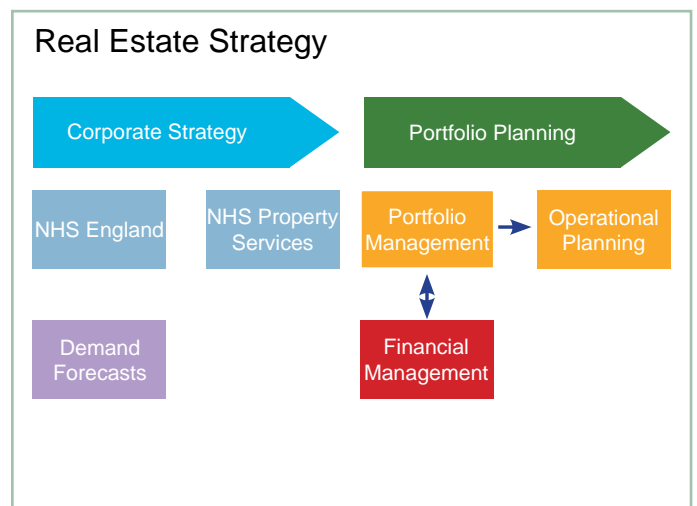 Real Estate Strategy
Corporate Strategy
Portfolio Planning
NHS England
NHS Property
Services
Portfolio
Management
Operational
Planning
Demand
Forecasts
Financial
Management